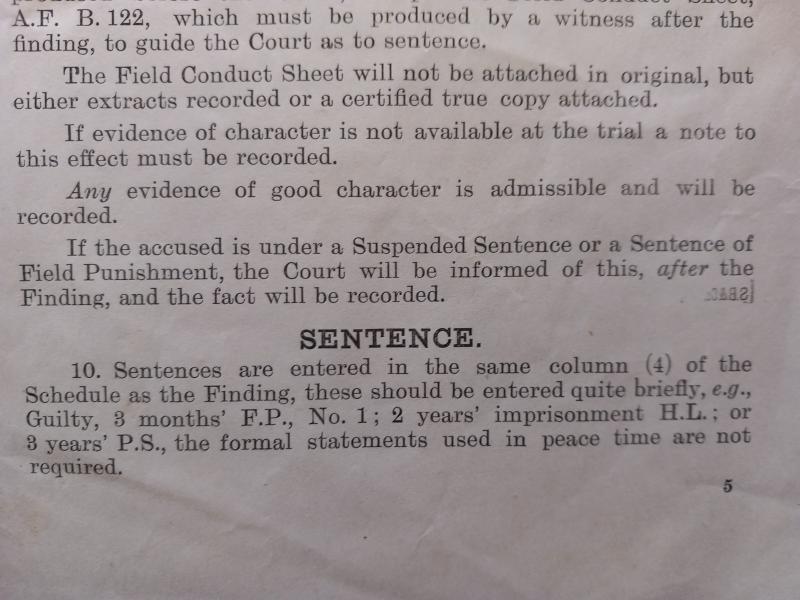 A.F. B. 122, which must be produced by a witness after the
finding, to guide the Court as to sentence.
The Field Conduct Sheet will not be attached in original, but
either extracts recorded or a certified true copy attached.
If evidence of character is not available at the trial a note to
this effect must be recorded.
Any evidence of good character is admissible and will be
recorded.
If the accused is under a Suspended Sentence or a Sentence of
Field Punishment, the Court will be informed of this, after the
Finding, and the fact will be recorded.
SENTENCE.
10. Sentences are entered in the same column (4) of the
Schedule as the Finding, these should be entered quite briefly, e.g.,
Guilty, 3 months' F.P., No. 1; 2 years' imprisonment H.L.; or
3 years' P.S., the formal statements used in peace time are not
required.
5